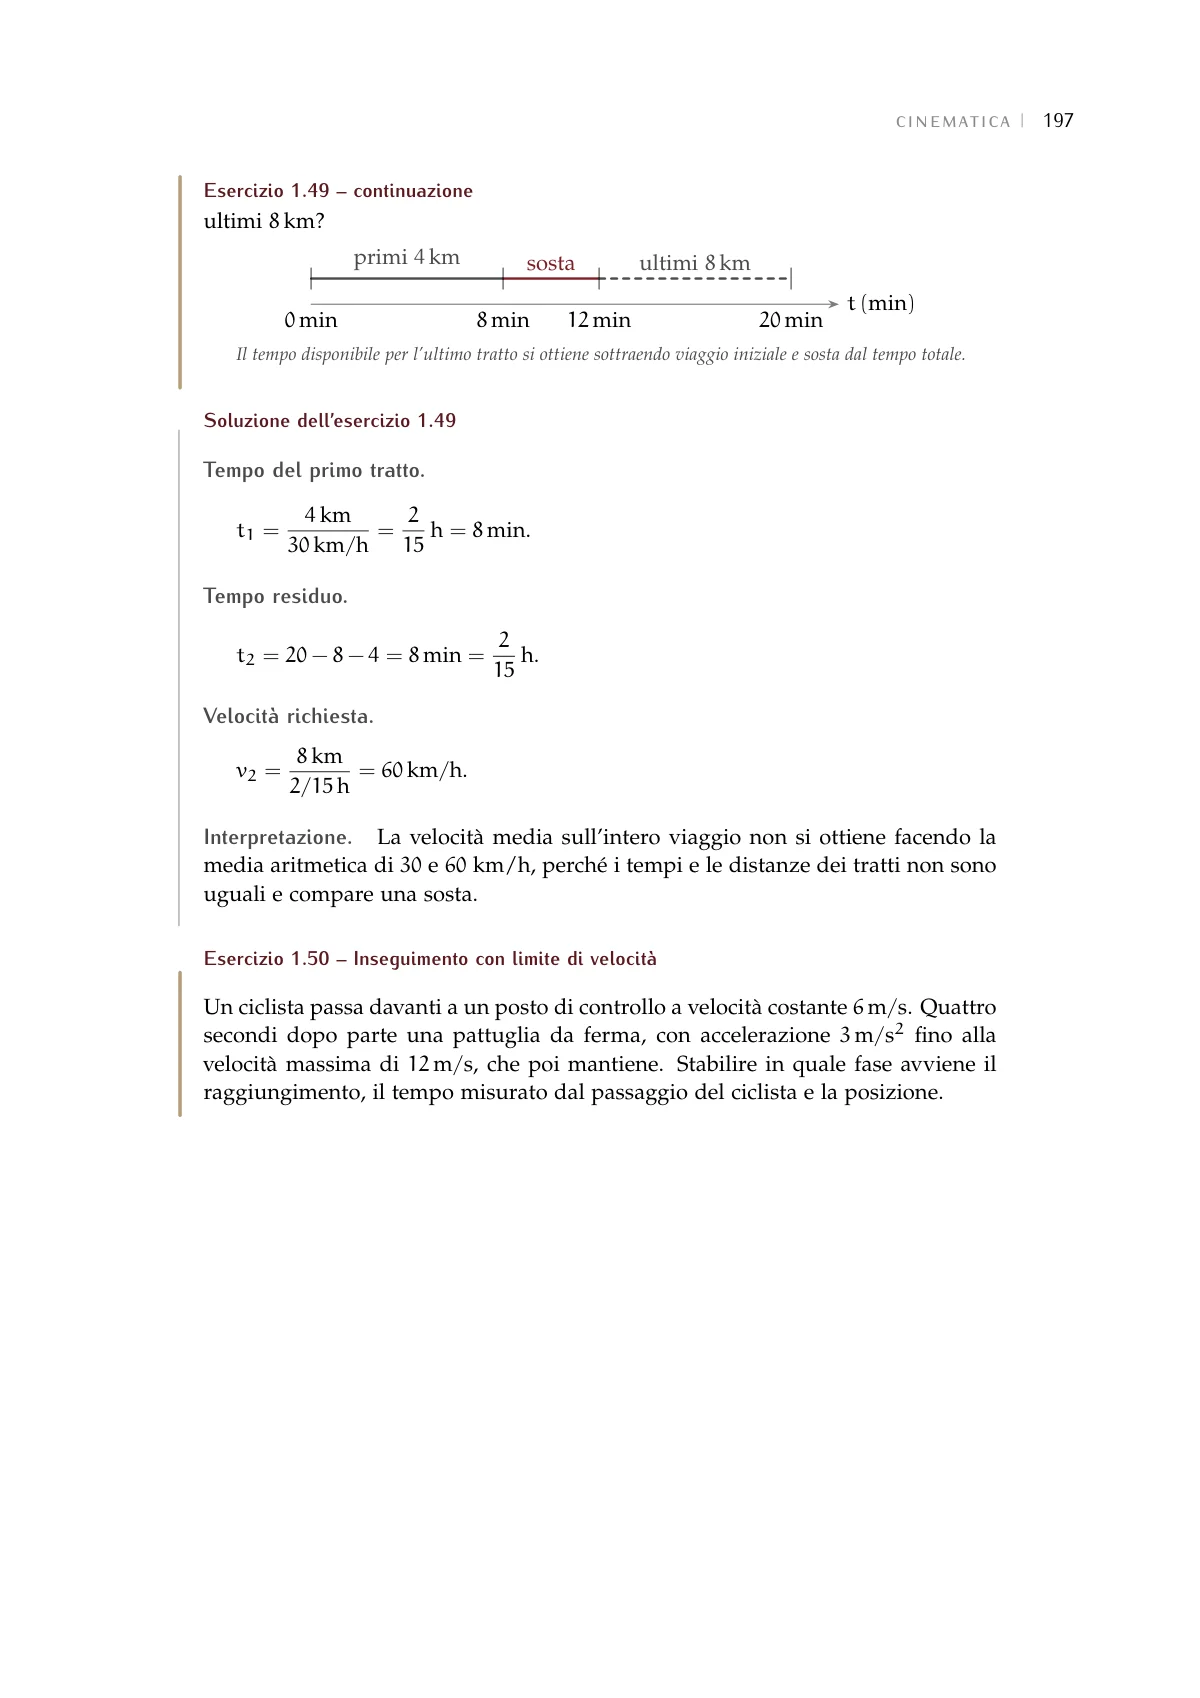 CINEMATICA | 197
Esercizio 1.49 – continuazione
ultimi 8 km?
primi 4 km sosta ultimi 8 km
t (min)
0 min 8 min 12 min 20 min
Il tempo disponibile per l'ultimo tratto si ottiene sottraendo viaggio iniziale e sosta dal tempo totale.
Soluzione dell'esercizio 1.49
Tempo del primo tratto.
t₁ = 4 km / 30 km/h = 2/15 h = 8 min.
Tempo residuo.
t₂ = 20 − 8 − 4 = 8 min = 2/15 h.
Velocità richiesta.
v₂ = 8 km / 2/15 h = 60 km/h.
Interpretazione. La velocità media sull'intero viaggio non si ottiene facendo la
media aritmetica di 30 e 60 km/h, perché i tempi e le distanze dei tratti non sono
uguali e compare una sosta.
Esercizio 1.50 – Inseguimento con limite di velocità
Un ciclista passa davanti a un posto di controllo a velocità costante 6 m/s. Quattro
secondi dopo parte una pattuglia da ferma, con accelerazione 3 m/s² fino alla
velocità massima di 12 m/s, che poi mantiene. Stabilire in quale fase avviene il
raggiungimento, il tempo misurato dal passaggio del ciclista e la posizione.